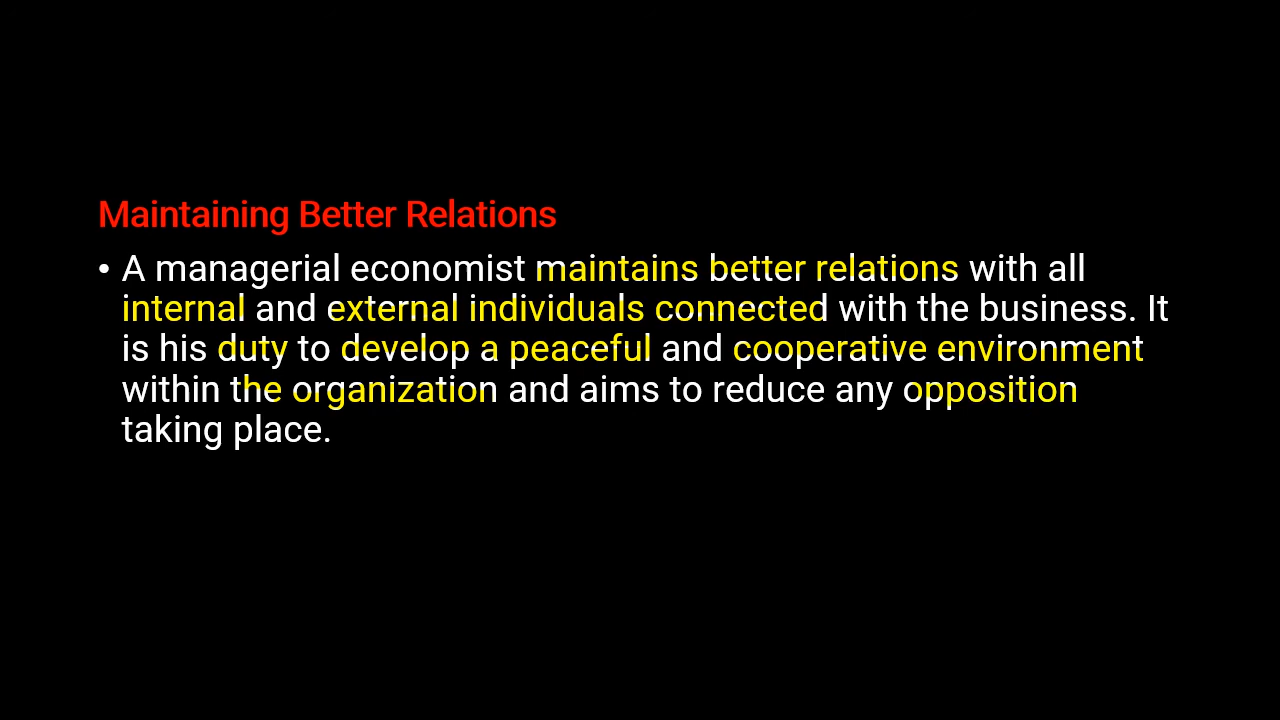 Maintaining Better Relations
• A managerial economist maintains better relations with all
internal and external individuals connected with the business. It
is his duty to develop a peaceful and cooperative environment
within the organization and aims to reduce any opposition
taking place.